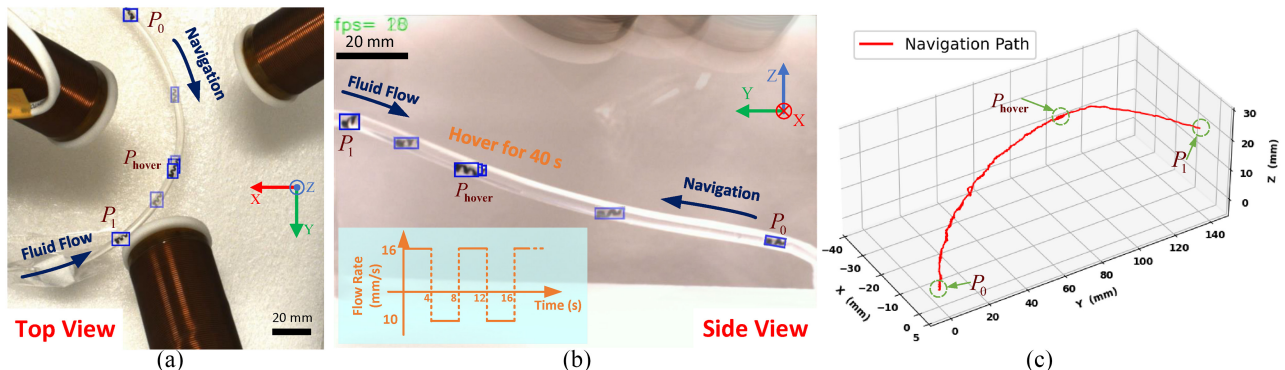 P0
Navigation
Phover
X
Z
Y
P1
Fluid Flow
Top View
20 mm
(a)
20 mm
Fluid Flow
Z
Y
X
P1
Hover for 40 s
Phover
Navigation
P0
16
Flow Rate
(mm/s)
4
8
12
16
Time (s)
10
Side View
(b)
Navigation Path
Phover
P1
P0
30
20
10
0
Z (mm)
−40
−30
−20
−10
0
5
X (mm)
0
20
40
60
80
100
120
140
Y (mm)
(c)